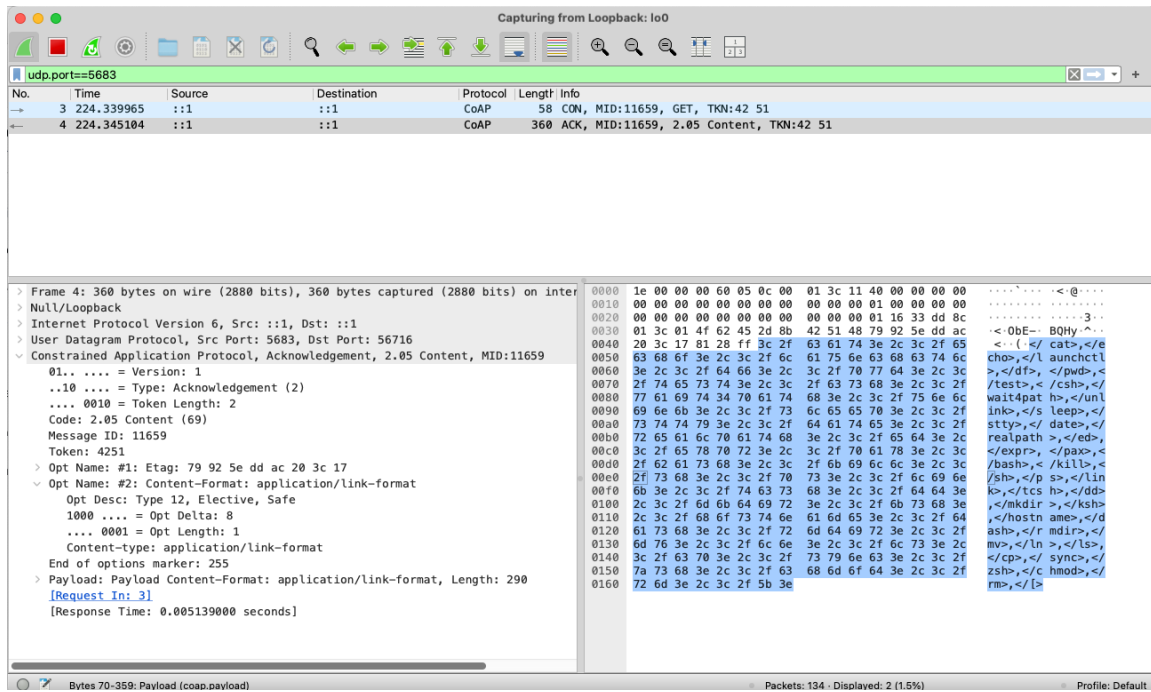 Capturing from Loopback: lo0
udp.port==5683
No. Time Source Destination Protocol Length Info
3 224.339965 ::1 ::1 CoAP 58 CON, MID:11659, GET, TKN:42 51
4 224.345104 ::1 ::1 CoAP 360 ACK, MID:11659, 2.05 Content, TKN:42 51
Frame 4: 360 bytes on wire (2880 bits), 360 bytes captured (2880 bits) on inter
Null/Loopback
Internet Protocol Version 6, Src: ::1, Dst: ::1
User Datagram Protocol, Src Port: 5683, Dst Port: 56716
Constrained Application Protocol, Acknowledgement, 2.05 Content, MID:11659
01.. .... = Version: 1
..10 .... = Type: Acknowledgement (2)
.... 0010 = Token Length: 2
Code: 2.05 Content (69)
Message ID: 11659
Token: 4251
Opt Name: #1: Etag: 79 92 5e dd ac 20 3c 17
Opt Name: #2: Content-Format: application/link-format
Opt Desc: Type 12, Elective, Safe
1000 .... = Opt Delta: 8
.... 0001 = Opt Length: 1
Content-type: application/link-format
End of options marker: 255
Payload: Payload Content-Format: application/link-format, Length: 290
[Request In: 3]
[Response Time: 0.005139000 seconds]
0000 1e 00 00 00 60 05 0c 00 01 3c 11 40 00 00 00 00 ····`··· ·<·@····
0010 00 00 00 00 00 00 00 00 00 00 00 01 00 00 00 00 ········ ········
0020 00 00 00 00 00 00 00 00 00 00 00 01 16 33 dd 8c ········ ·····3··
0030 01 3c 01 4f 62 45 2d 8b 42 51 48 79 92 5e dd ac ·<·ObE-· BQHy·^··
0040 20 3c 17 81 28 ff 3c 2f 63 61 74 3e 2c 3c 2f 65 <··(·</ cat>,</e
0050 63 68 6f 3e 2c 3c 2f 6c 61 75 6e 63 68 63 74 6c cho>,</l aunchctl
0060 3e 2c 3c 2f 64 66 3e 2c 3c 2f 70 77 64 3e 2c 3c >,</df>, </pwd>,<
0070 2f 74 65 73 74 3e 2c 3c 2f 63 73 68 3e 2c 3c 2f /test>,< /csh>,</
0080 77 61 69 74 34 70 61 74 68 3e 2c 3c 2f 75 6e 6c wait4pat h>,</unl
0090 69 6e 6b 3e 2c 3c 2f 73 6c 65 65 70 3e 2c 3c 2f ink>,</s leep>,</
00a0 73 74 74 79 3e 2c 3c 2f 64 61 74 65 3e 2c 3c 2f stty>,</ date>,</
00b0 72 65 61 6c 70 61 74 68 3e 2c 3c 2f 65 64 3e 2c realpath >,</ed>,
00c0 3c 2f 65 78 70 72 3e 2c 3c 2f 70 61 78 3e 2c 3c </expr>, </pax>,<
00d0 2f 62 61 73 68 3e 2c 3c 2f 6b 69 6c 6c 3e 2c 3c /bash>,< /kill>,<
00e0 2f 73 68 3e 2c 3c 2f 70 73 3e 2c 3c 2f 6c 69 6e /sh>,</p s>,</lin
00f0 6b 3e 2c 3c 2f 74 63 73 68 3e 2c 3c 2f 64 64 3e k>,</tcs h>,</dd>
0100 2c 3c 2f 6d 6b 64 69 72 3e 2c 3c 2f 6b 73 68 3e ,</mkdir >,</ksh>
0110 2c 3c 2f 68 6f 73 74 6e 61 6d 65 3e 2c 3c 2f 64 ,</hostn ame>,</d
0120 61 73 68 3e 2c 3c 2f 72 6d 64 69 72 3e 2c 3c 2f ash>,</r mdir>,</
0130 6d 76 3e 2c 3c 2f 6c 6e 3e 2c 3c 2f 6c 73 3e 2c mv>,</ln >,</ls>,
0140 3c 2f 63 70 3e 2c 3c 2f 73 79 6e 63 3e 2c 3c 2f </cp>,</ sync>,</
0150 7a 73 68 3e 2c 3c 2f 63 68 6d 6f 64 3e 2c 3c 2f zsh>,</c hmod>,</
0160 72 6d 3e 2c 3c 2f 5b 3e rm>,</[>
Bytes 70-359: Payload (coap.payload) Packets: 134 · Displayed: 2 (1.5%) Profile: Default